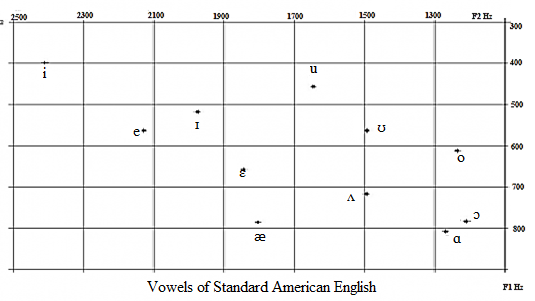 2500 2300 2100 1900 1700 1500 1300 F2 Hz
300
400
i
u
500
ɪ
e
ʊ
600
o
ɛ
700
ʌ
ɔ
æ
ɑ
800
Vowels of Standard American English
F1 Hz